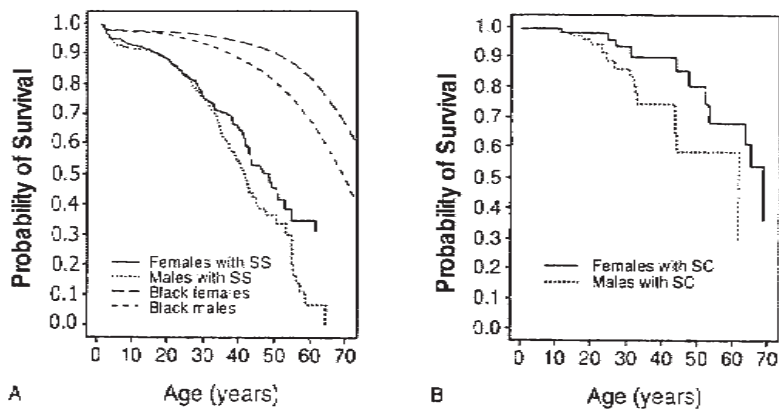 Probability of Survival
1.0
0.9
0.8
0.7
0.6
0.5
0.4
0.3
0.2
0.1
0.0
Females with SS
Males with SS
Black females
Black males
0 10 20 30 40 50 60 70
Age (years)
A
Probability of Survival
1.0
0.9
0.8
0.7
0.6
0.5
0.4
0.3
0.2
0.1
0.0
Females with SC
Males with SC
0 10 20 30 40 50 60 70
Age (years)
B